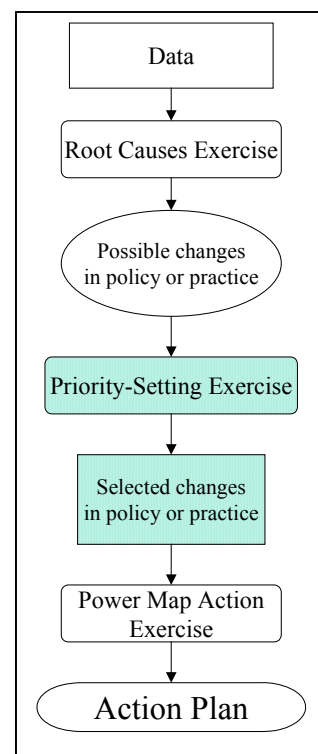 Data
Root Causes Exercise
Possible changes
in policy or practice
Priority-Setting Exercise
Selected changes
in policy or practice
Power Map Action
Exercise
Action Plan